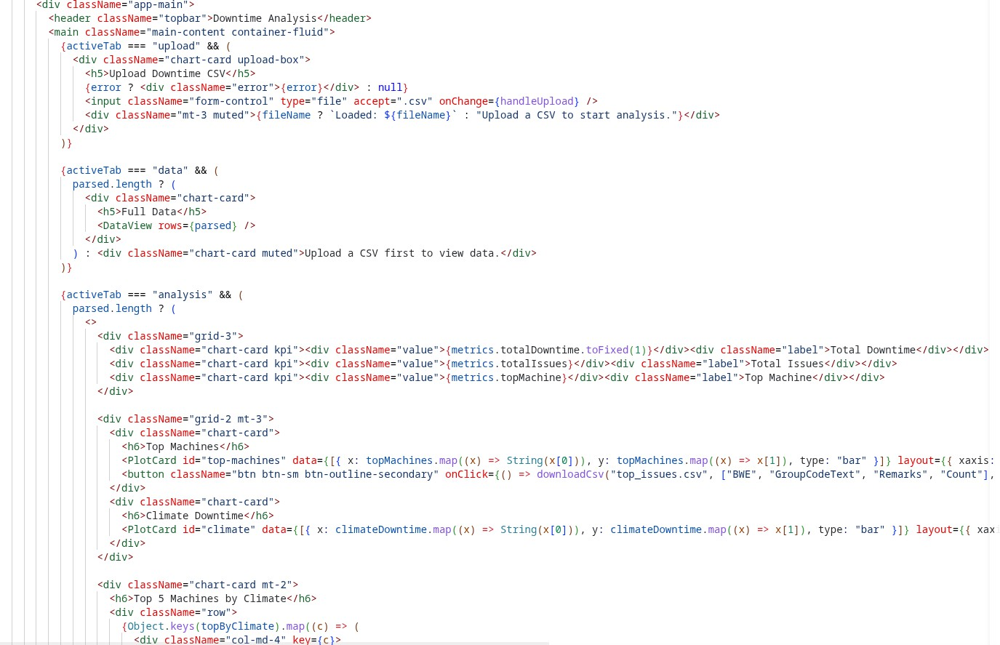 <div className="app-main">
<header className="topbar">Downtime Analysis</header>
<main className="main-content container-fluid">
{activeTab === "upload" && (
<div className="chart-card upload-box">
<h5>Upload Downtime CSV</h5>
{error ? <div className="error">{error}</div> : null}
<input className="form-control" type="file" accept=".csv" onChange={handleUpload} />
<div className="mt-3 muted">{fileName ? `Loaded: ${fileName}` : "Upload a CSV to start analysis."}</div>
</div>
)}
{activeTab === "data" && (
parsed.length ? (
<div className="chart-card">
<h5>Full Data</h5>
<DataView rows={parsed} />
</div>
) : <div className="chart-card muted">Upload a CSV first to view data.</div>
)}
{activeTab === "analysis" && (
parsed.length ? (
<>
<div className="grid-3">
<div className="chart-card kpi"><div className="value">{metrics.totalDowntime.toFixed(1)}</div><div className="label">Total Downtime</div></div>
<div className="chart-card kpi"><div className="value">{metrics.totalIssues}</div><div className="label">Total Issues</div></div>
<div className="chart-card kpi"><div className="value">{metrics.topMachine}</div><div className="label">Top Machine</div></div>
</div>
<div className="grid-2 mt-3">
<div className="chart-card">
<h6>Top Machines</h6>
<PlotCard id="top-machines" data={[{ x: topMachines.map((x) => String(x[0])), y: topMachines.map((x) => x[1]), type: "bar" }]} layout={{ xaxis:
<button className="btn btn-sm btn-outline-secondary" onClick={() => downloadCsv("top_issues.csv", ["BWE", "GroupCodeText", "Remarks", "Count"],
</div>
<div className="chart-card">
<h6>Climate Downtime</h6>
<PlotCard id="climate" data={[{ x: climateDowntime.map((x) => String(x[0])), y: climateDowntime.map((x) => x[1]), type: "bar" }]} layout={{ xax
</div>
</div>
<div className="chart-card mt-2">
<h6>Top 5 Machines by Climate</h6>
<div className="row">
{Object.keys(topByClimate).map((c) => (
<div className="col-md-4" key={c}>